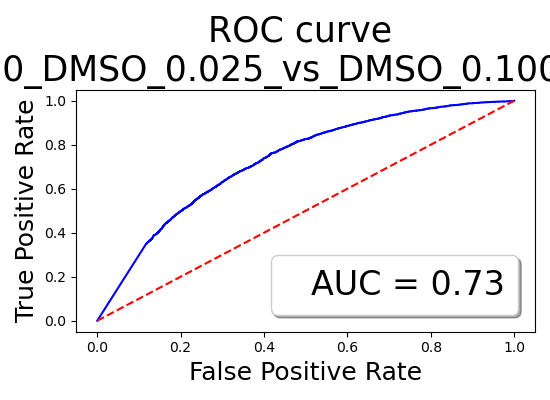 ROC curve
0_DMSO_0.025_vs_DMSO_0.100
True Positive Rate
1.0
0.8
0.6
0.4
0.2
0.0
AUC = 0.73
0.0 0.2 0.4 0.6 0.8 1.0
False Positive Rate